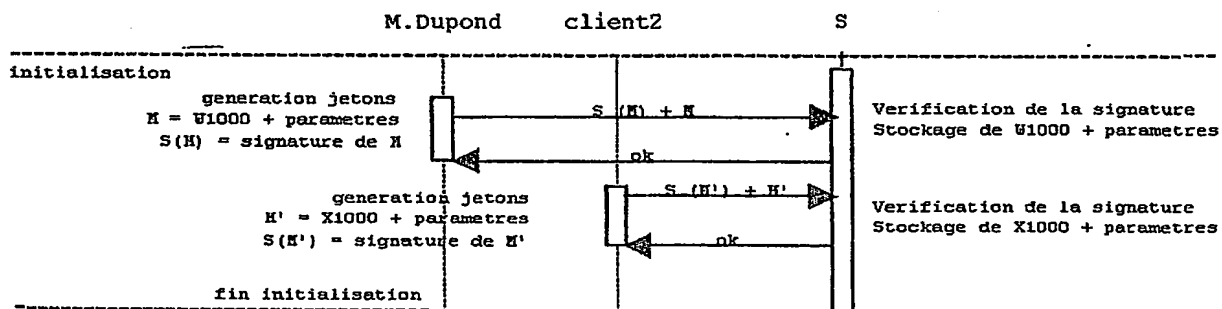 M.Dupond client2 S
initialisation
generation jetons
M = W1000 + parametres
S(M) = signature de M
S (M) + M
Verification de la signature
Stockage de W1000 + parametres
ok
generation jetons
M' = X1000 + parametres
S(M') = signature de M'
S (M') + M'
Verification de la signature
Stockage de X1000 + parametres
ok
fin initialisation